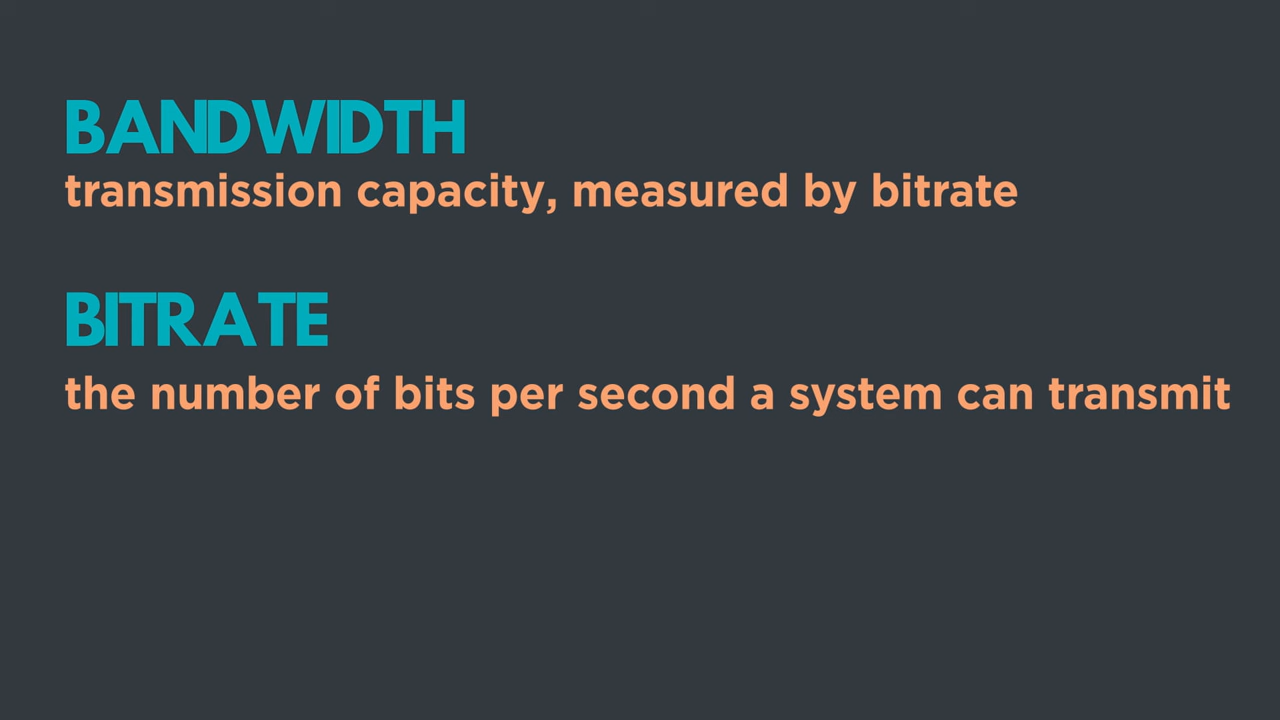 BANDWIDTH
transmission capacity, measured by bitrate
BITRATE
the number of bits per second a system can transmit